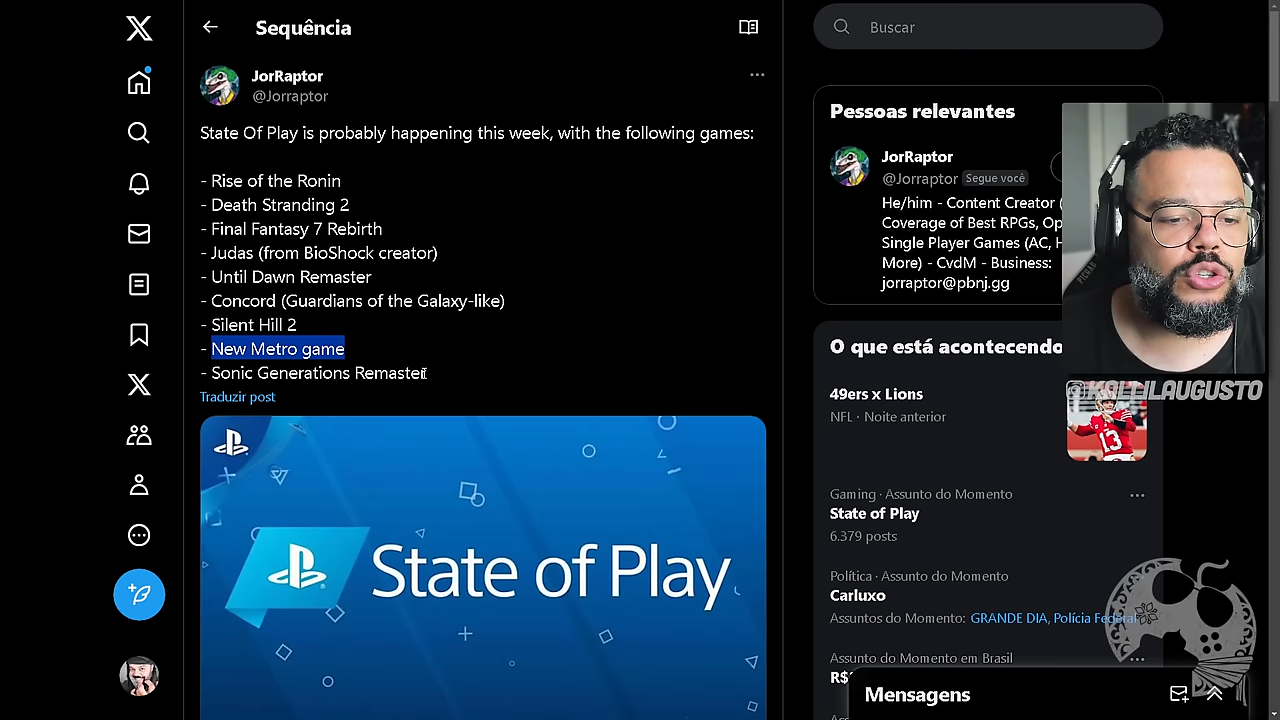 Sequência
JorRaptor
@Jorraptor
State Of Play is probably happening this week, with the following games:
- Rise of the Ronin
- Death Stranding 2
- Final Fantasy 7 Rebirth
- Judas (from BioShock creator)
- Until Dawn Remaster
- Concord (Guardians of the Galaxy-like)
- Silent Hill 2
- New Metro game
- Sonic Generations Remaster
Traduzir post
State of Play
Buscar
Pessoas relevantes
JorRaptor
@Jorraptor Segue você
He/him - Content Creator (
Coverage of Best RPGs, Op
Single Player Games (AC, H
More) - CvdM - Business:
jorraptor@pbnj.gg
@KALLILAUGUSTO
O que está acontecendo
49ers x Lions
NFL · Noite anterior
13
Gaming · Assunto do Momento
State of Play
6.379 posts
Política · Assunto do Momento
Carluxo
Assuntos do Momento: GRANDE DIA, Polícia Federal
Assunto do Momento em Brasil
R$
Mensagens